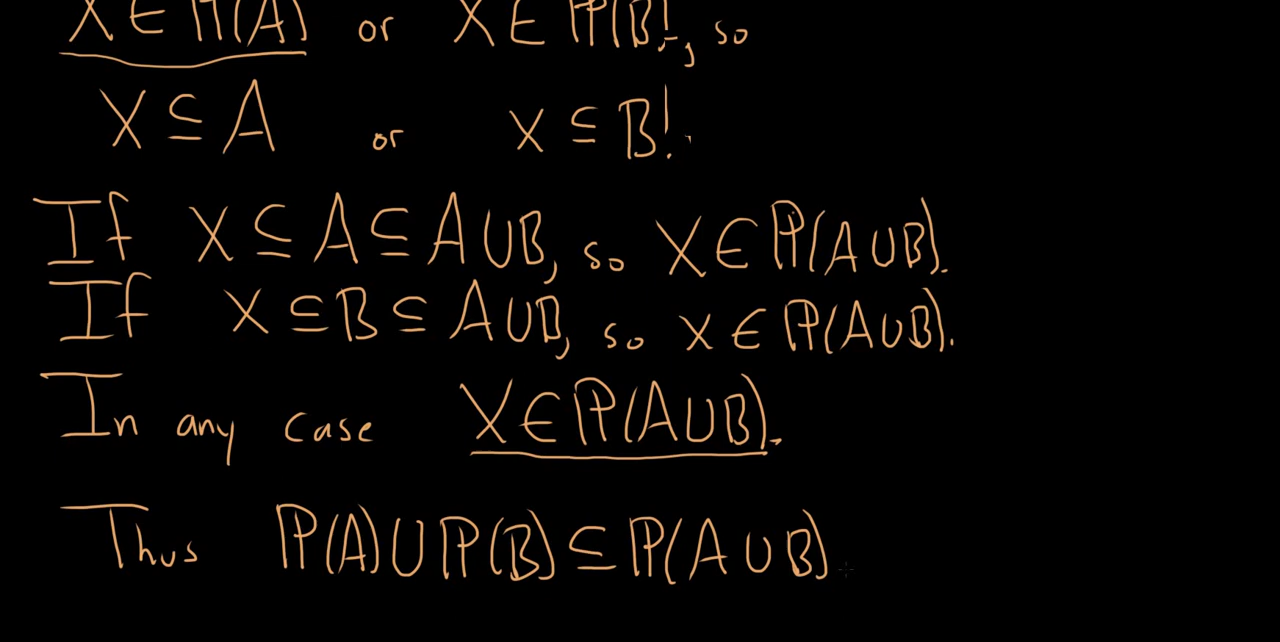 X ∈ ℙ(A) or X ∈ ℙ(B)!, so
X ⊆ A or X ⊆ B!.
If X ⊆ A ⊆ A ∪ B, so X ∈ ℙ(A ∪ B).
If X ⊆ B ⊆ A ∪ B, so X ∈ ℙ(A ∪ B).
In any case X ∈ ℙ(A ∪ B).
Thus ℙ(A) ∪ ℙ(B) ⊆ ℙ(A ∪ B)